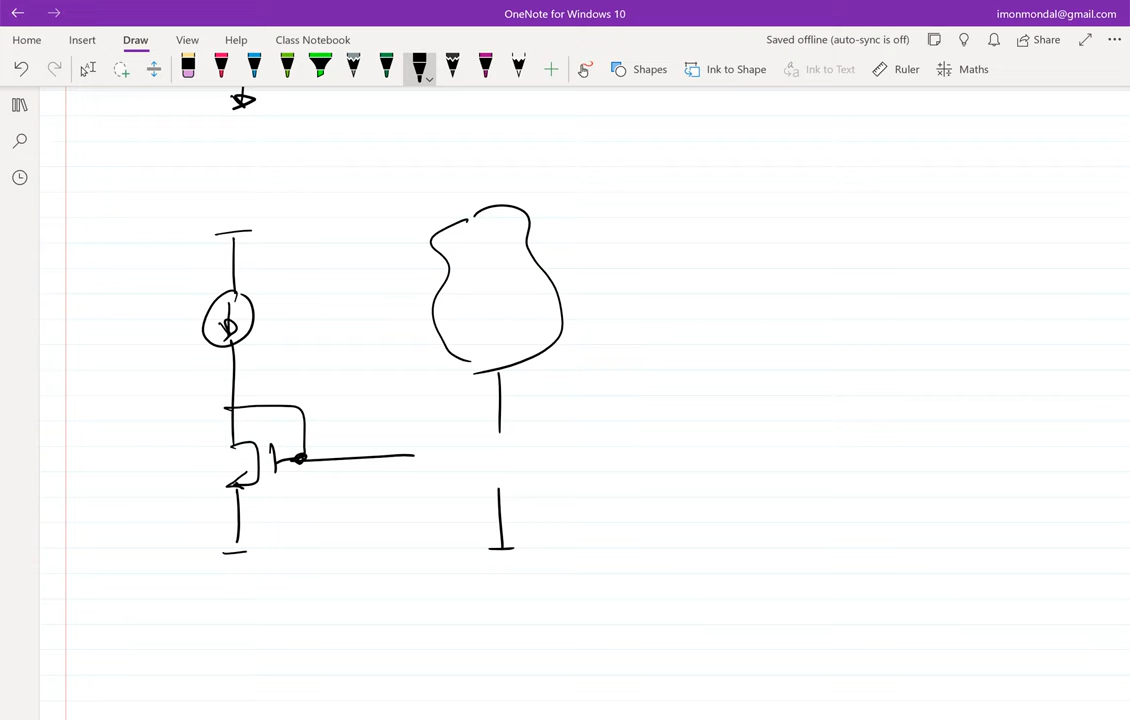 OneNote for Windows 10
imonmondal@gmail.com
Home Insert Draw View Help Class Notebook
Saved offline (auto-sync is off)
Share
Shapes Ink to Shape Ink to Text Ruler Maths